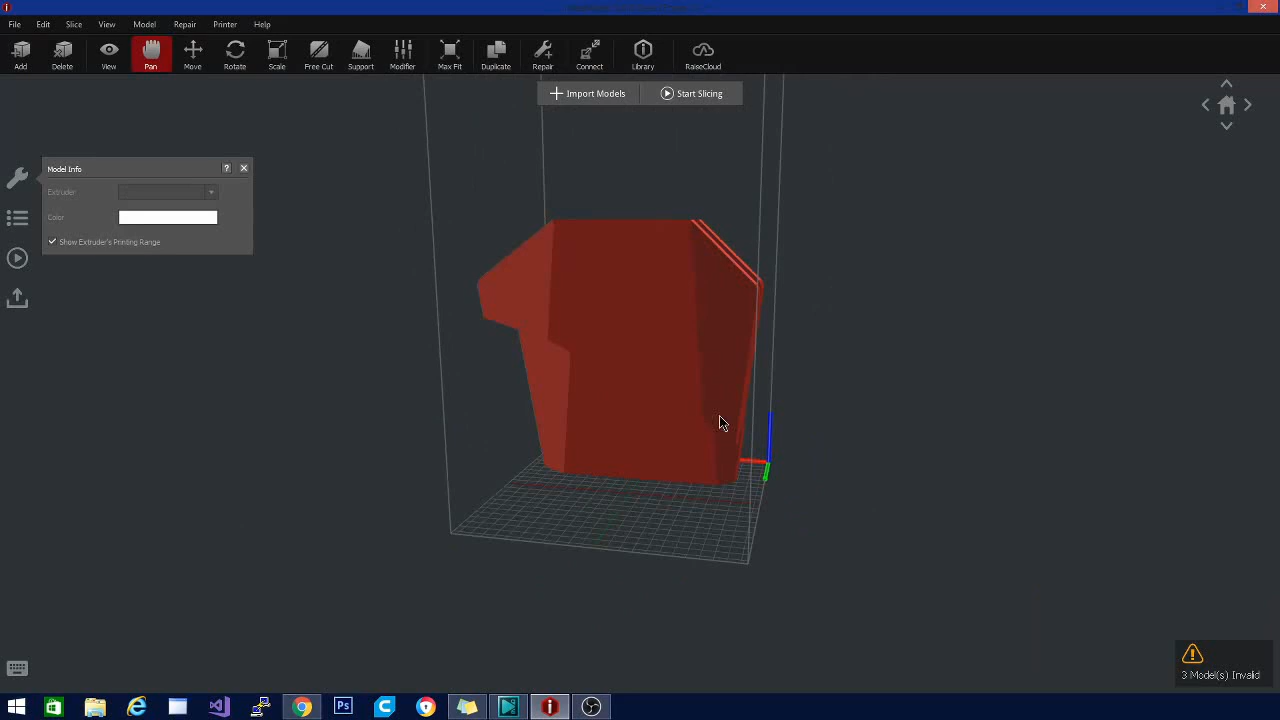 File Edit Slice View Model Repair Printer Help
Add Delete View Pan Move Rotate Scale Free Cut Support Modifier Max Fit Duplicate Repair Connect Library RaiseCloud
Import Models Start Slicing
Model Info ?
Extruder
Color
Show Extruder's Printing Range
3 Model(s) Invalid
Ps